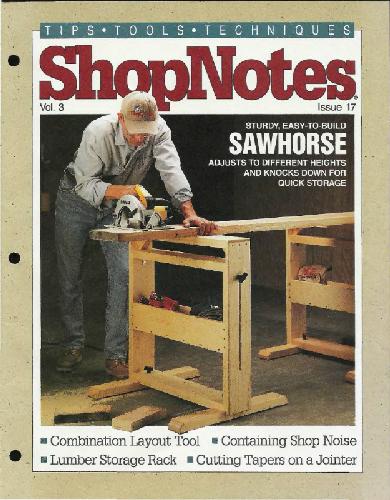 TIPS • TOOLS • TECHNIQUES
ShopNotes®
Vol. 3 Issue 17
STURDY, EASY-TO-BUILD
SAWHORSE
ADJUSTS TO DIFFERENT HEIGHTS
AND KNOCKS DOWN FOR
QUICK STORAGE
■ Combination Layout Tool ■ Containing Shop Noise
■ Lumber Storage Rack ■ Cutting Tapers on a Jointer